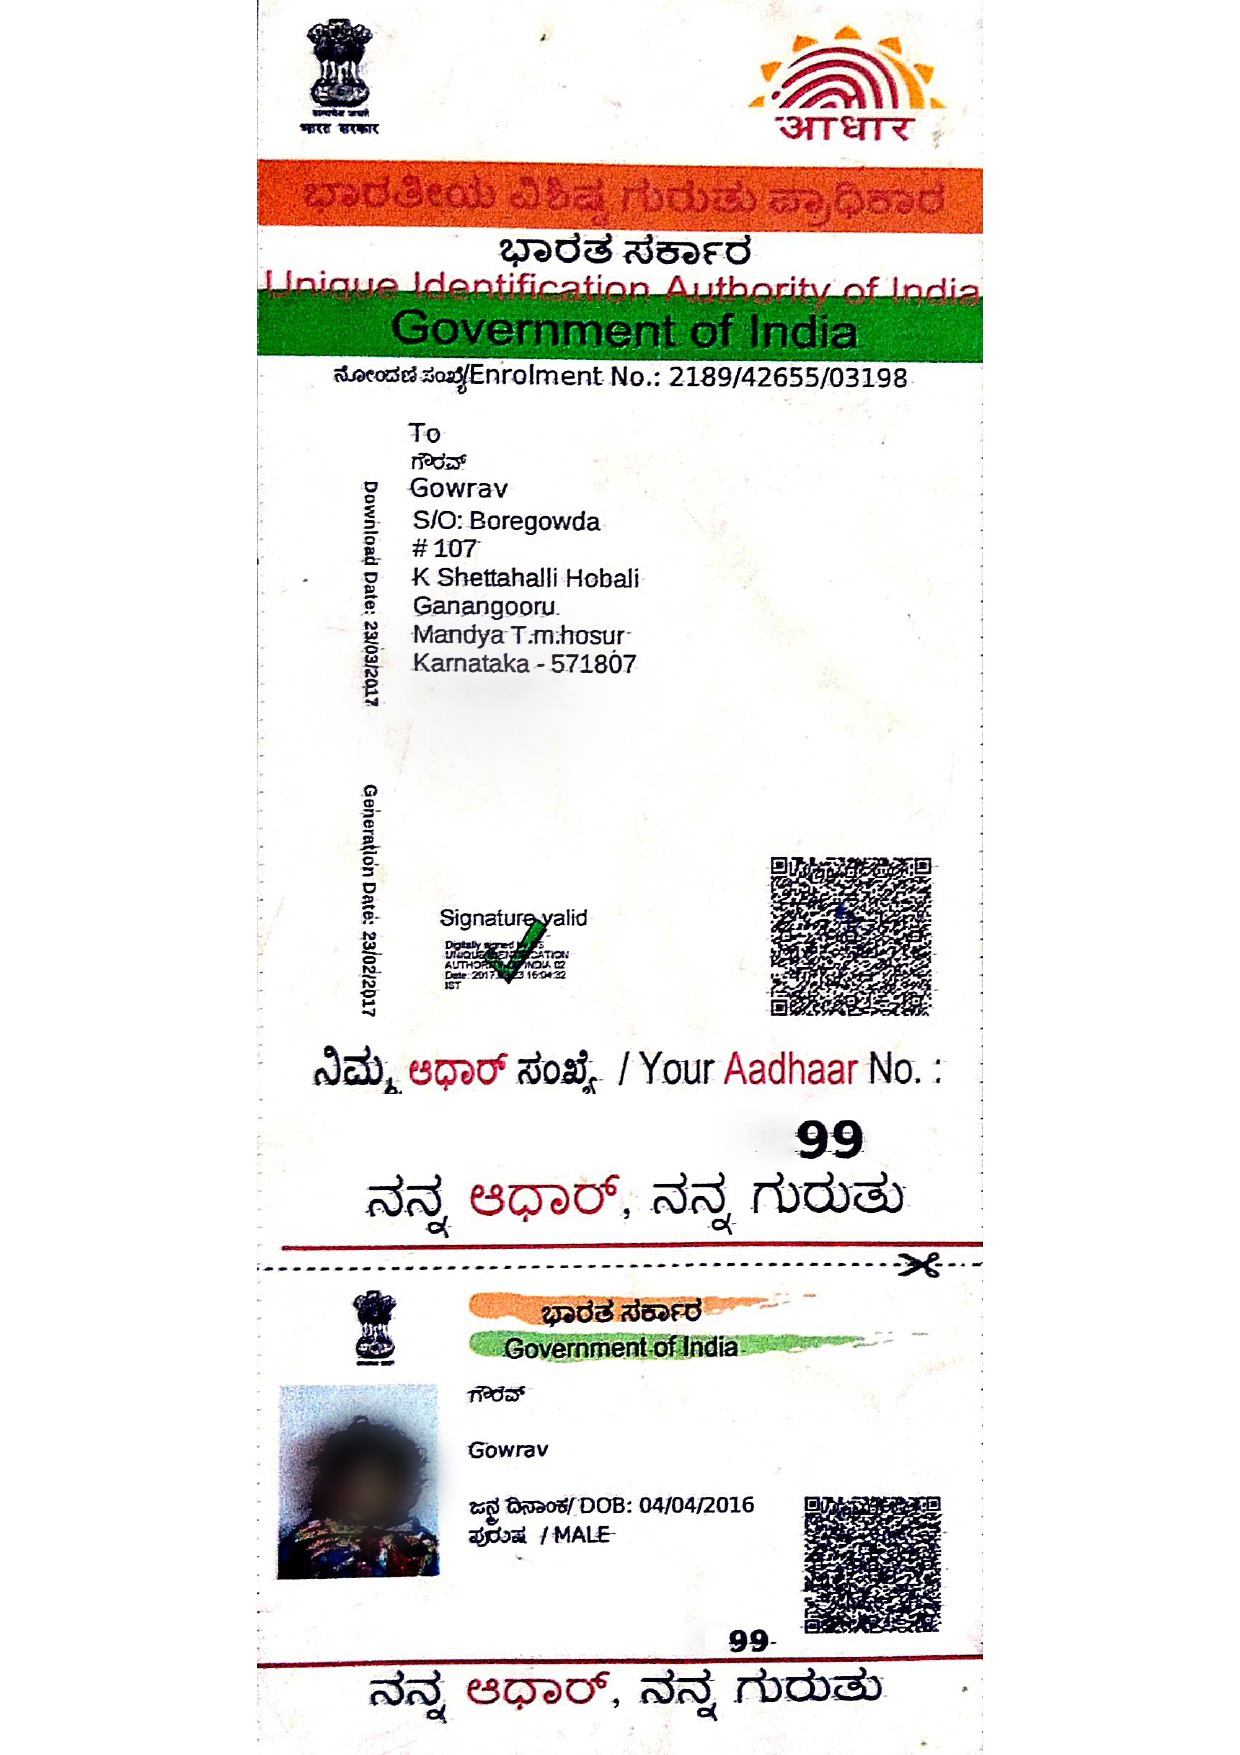 सत्यमेव जयते
भारत सरकार
आधार
ಭಾರತೀಯ ವಿಶಿಷ್ಟ ಗುರುತು ಪ್ರಾಧಿಕಾರ
ಭಾರತ ಸರ್ಕಾರ
Unique Identification Authority of India
Government of India
ನೋಂದಣಿ ಸಂಖ್ಯೆ/Enrolment No.: 2189/42655/03198
To
ಗೌರವ್
Gowrav
S/O: Boregowda
# 107
K Shettahalli Hobali
Ganangooru
Mandya T.m.hosur
Karnataka - 571807
Download Date: 23/03/2017
Generation Date: 23/02/2017
Signature valid
Digitally signed by DS
UNIQUE IDENTIFICATION
AUTHORITY OF INDIA 02
16:04:32
IST
ನಿಮ್ಮ ಆಧಾರ್ ಸಂಖ್ಯೆ / Your Aadhaar No. :
99
ನನ್ನ ಆಧಾರ್, ನನ್ನ ಗುರುತು
ಭಾರತ ಸರ್ಕಾರ
Government of India
ಗೌರವ್
Gowrav
ಜನ್ಮ ದಿನಾಂಕ/ DOB: 04/04/2016
ಪುರುಷ / MALE
99
ನನ್ನ ಆಧಾರ್, ನನ್ನ ಗುರುತು